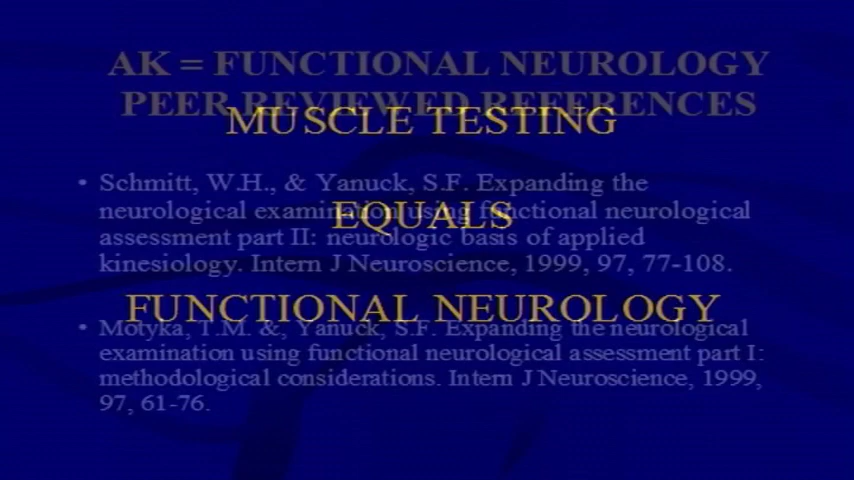 AK = FUNCTIONAL NEUROLOGY
PEER REVIEWED REFERENCES
MUSCLE TESTING
• Schmitt, W.H., & Yanuck, S.F. Expanding the
neurological examination using functional neurological
EQUALS
assessment part II: neurologic basis of applied
kinesiology. Intern J Neuroscience, 1999, 97, 77-108.
FUNCTIONAL NEUROLOGY
• Motyka, T.M. &, Yanuck, S.F. Expanding the neurological
examination using functional neurological assessment part I:
methodological considerations. Intern J Neuroscience, 1999,
97, 61-76.